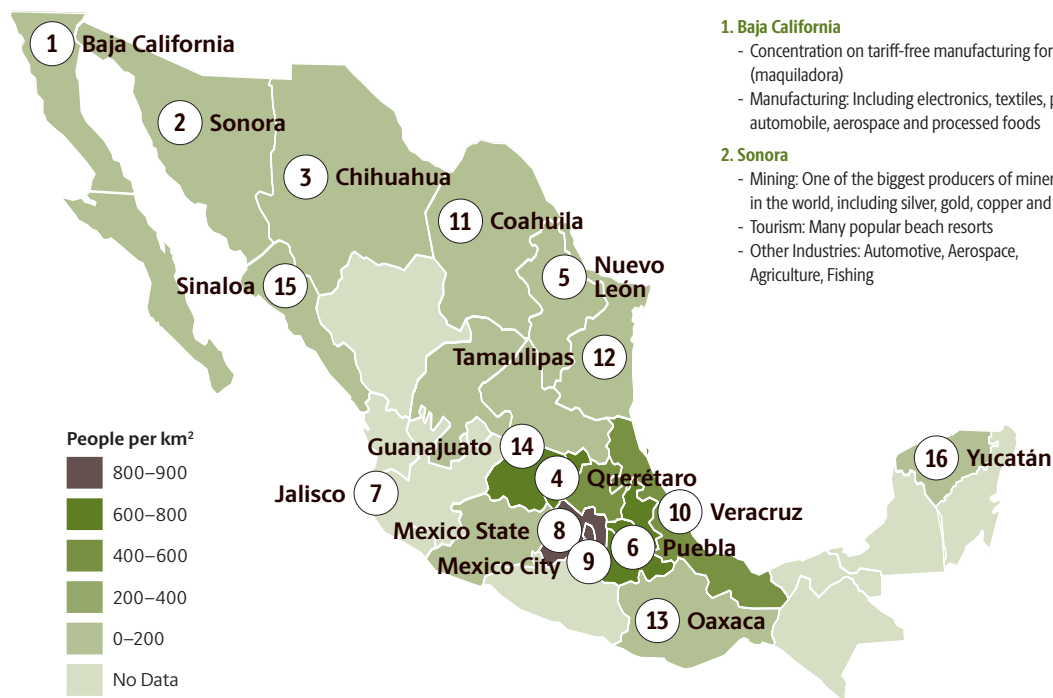 1 Baja California
2 Sonora
3 Chihuahua
11 Coahuila
5 Nuevo
León
Sinaloa 15
Tamaulipas 12
Guanajuato 14
4 Querétaro
Jalisco 7
10 Veracruz
Mexico State 8
6 Puebla
Mexico City 9
13 Oaxaca
16 Yucatán
People per km²
800–900
600–800
400–600
200–400
0–200
No Data
1. Baja California
- Concentration on tariff-free manufacturing for
(maquiladora)
- Manufacturing: Including electronics, textiles,
automobile, aerospace and processed foods
2. Sonora
- Mining: One of the biggest producers of
in the world, including silver, gold, copper and
- Tourism: Many popular beach resorts
- Other Industries: Automotive, Aerospace,
Agriculture, Fishing